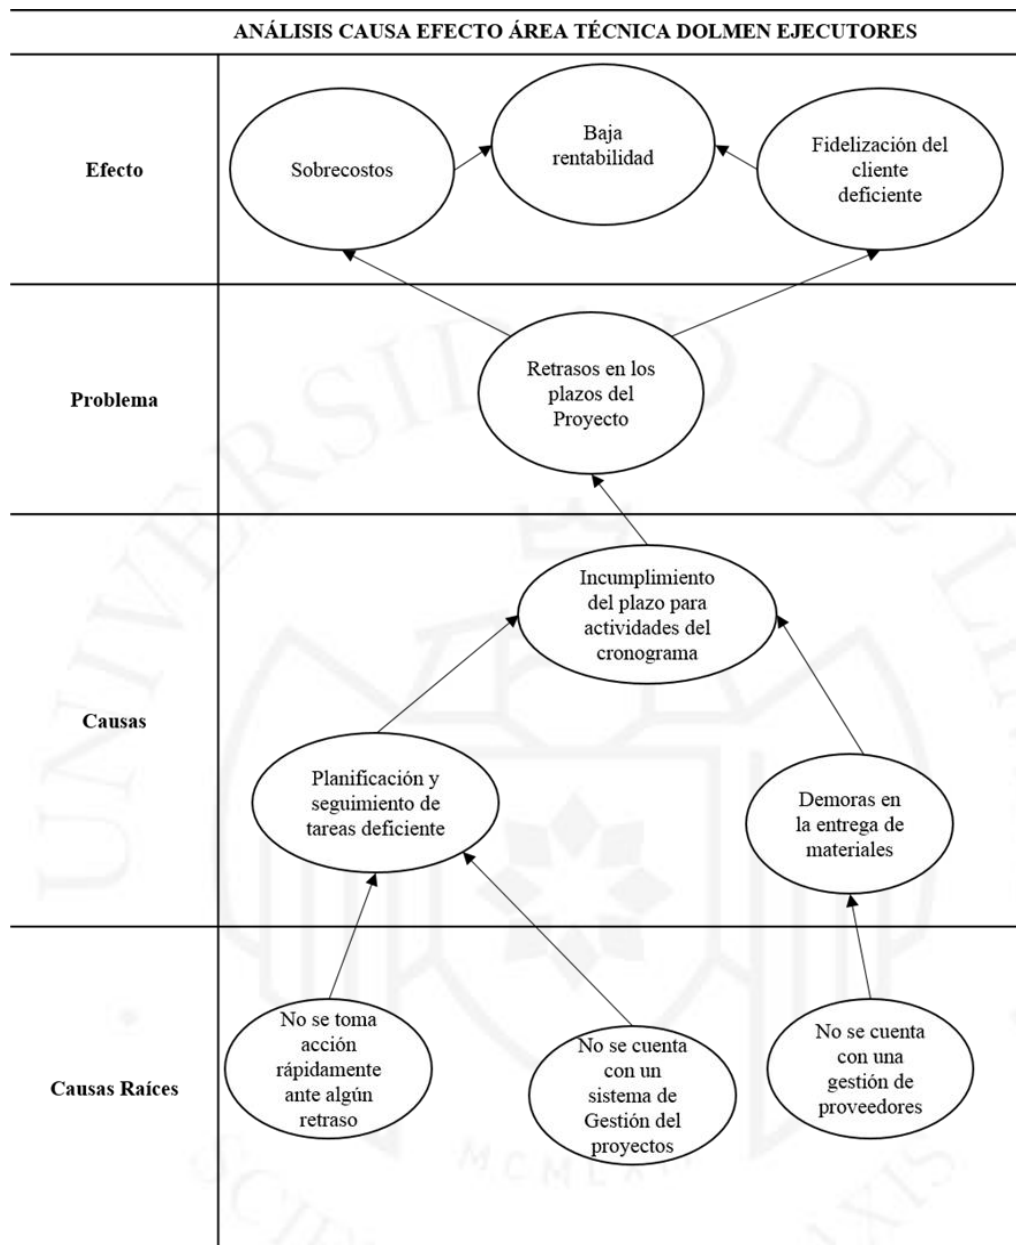 ANÁLISIS CAUSA EFECTO ÁREA TÉCNICA DOLMEN EJECUTORES
Efecto
Sobrecostos
Baja
rentabilidad
Fidelización del
cliente
deficiente
Problema
Retrasos en los
plazos del
Proyecto
Causas
Incumplimiento
del plazo para
actividades del
cronograma
Planificación y
seguimiento de
tareas deficiente
Demoras en
la entrega de
materiales
Causas Raíces
No se toma
acción
rápidamente
ante algún
retraso
No se cuenta
con un
sistema de
Gestión del
proyectos
No se cuenta
con una
gestión de
proveedores
UNIVERSIDAD DE